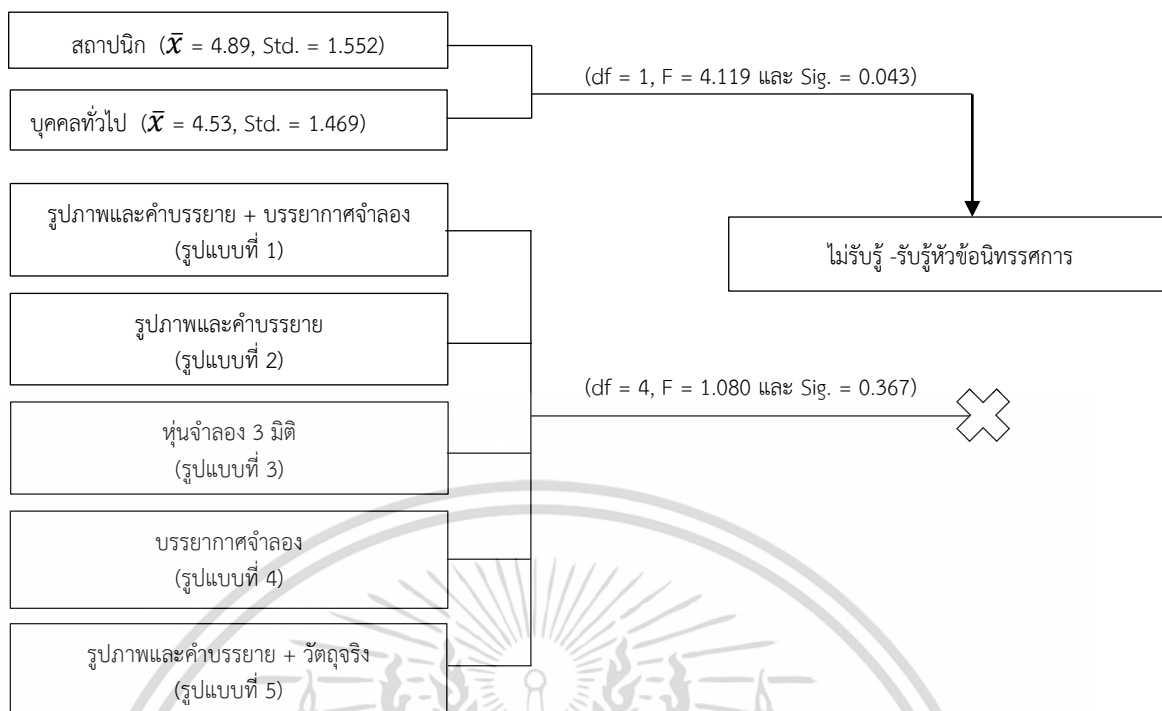 สถาปนิก (x̄ = 4.89, Std. = 1.552)
(df = 1, F = 4.119 และ Sig. = 0.043)
บุคคลทั่วไป (x̄ = 4.53, Std. = 1.469)
รูปภาพและคำบรรยาย + บรรยากาศจำลอง
(รูปแบบที่ 1)
ไม่รับรู้ -รับรู้หัวข้อนิทรรศการ
รูปภาพและคำบรรยาย
(รูปแบบที่ 2)
(df = 4, F = 1.080 และ Sig. = 0.367)
หุ่นจำลอง 3 มิติ
(รูปแบบที่ 3)
บรรยากาศจำลอง
(รูปแบบที่ 4)
รูปภาพและคำบรรยาย + วัตถุจริง
(รูปแบบที่ 5)